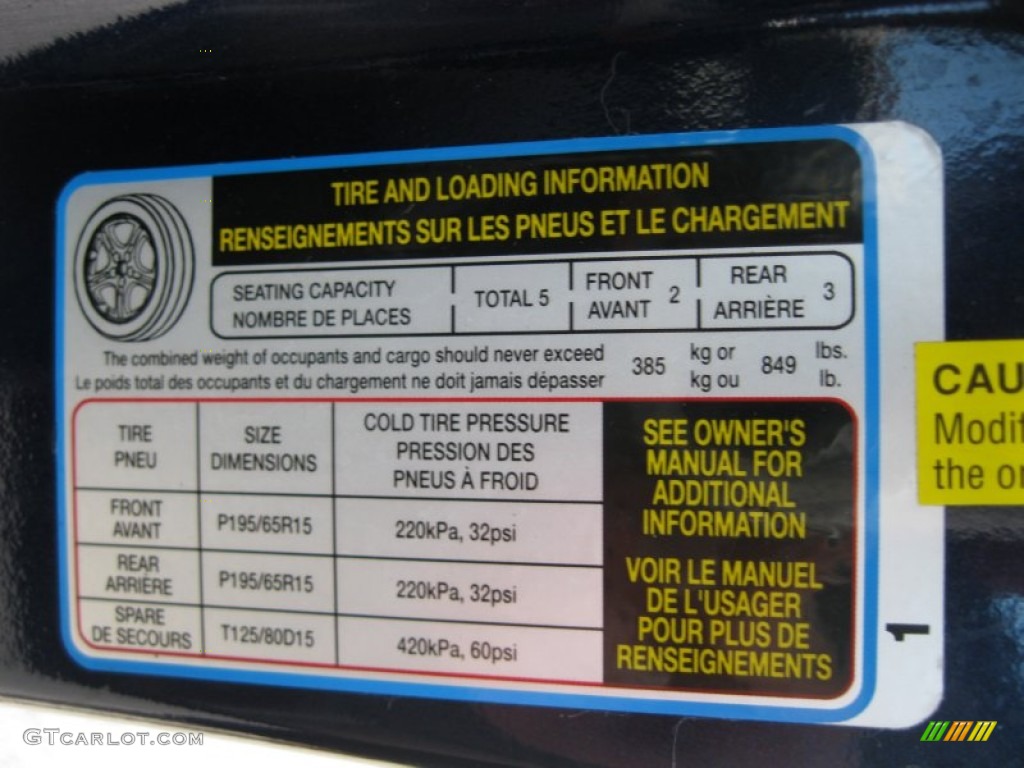 TIRE AND LOADING INFORMATION
RENSEIGNEMENTS SUR LES PNEUS ET LE CHARGEMENT
SEATING CAPACITY
NOMBRE DE PLACES
TOTAL 5
FRONT
AVANT
2
REAR
ARRIÈRE
3
The combined weight of occupants and cargo should never exceed 385 kg or 849 lbs.
Le poids total des occupants et du chargement ne doit jamais dépasser kg ou lb.
TIRE
PNEU
SIZE
DIMENSIONS
COLD TIRE PRESSURE
PRESSION DES
PNEUS À FROID
FRONT
AVANT
P195/65R15
220kPa, 32psi
REAR
ARRIÈRE
P195/65R15
220kPa, 32psi
SPARE
DE SECOURS
T125/80D15
420kPa, 60psi
SEE OWNER'S
MANUAL FOR
ADDITIONAL
INFORMATION
VOIR LE MANUEL
DE L'USAGER
POUR PLUS DE
RENSEIGNEMENTS
1
CAU
Modif
the or
GTCARLOT.COM